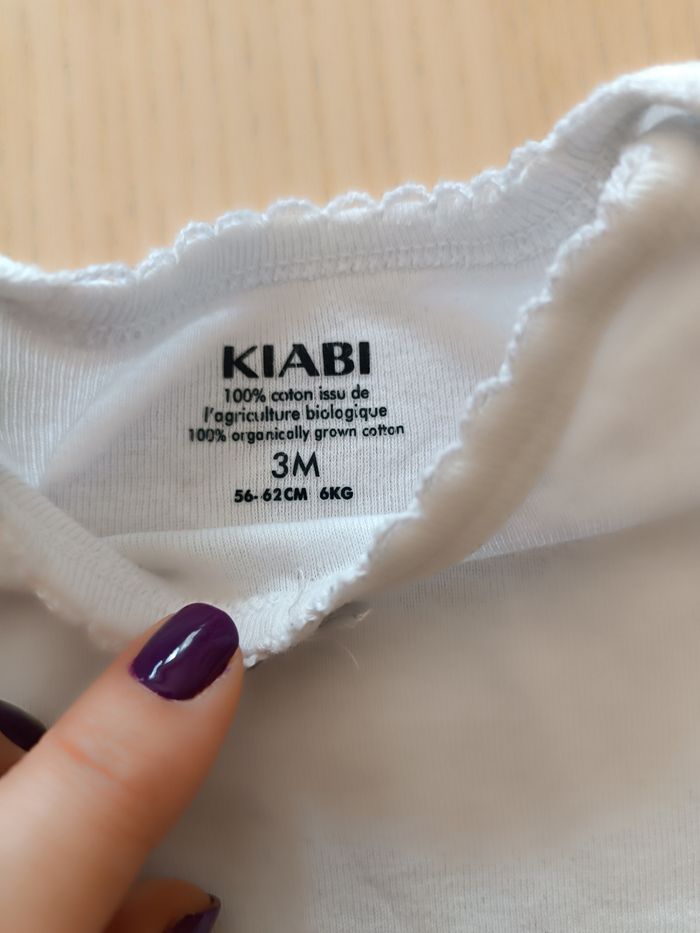 KIABI
100% coton issu de
l'agriculture biologique
100% organically grown cotton
3M
56-62CM 6KG